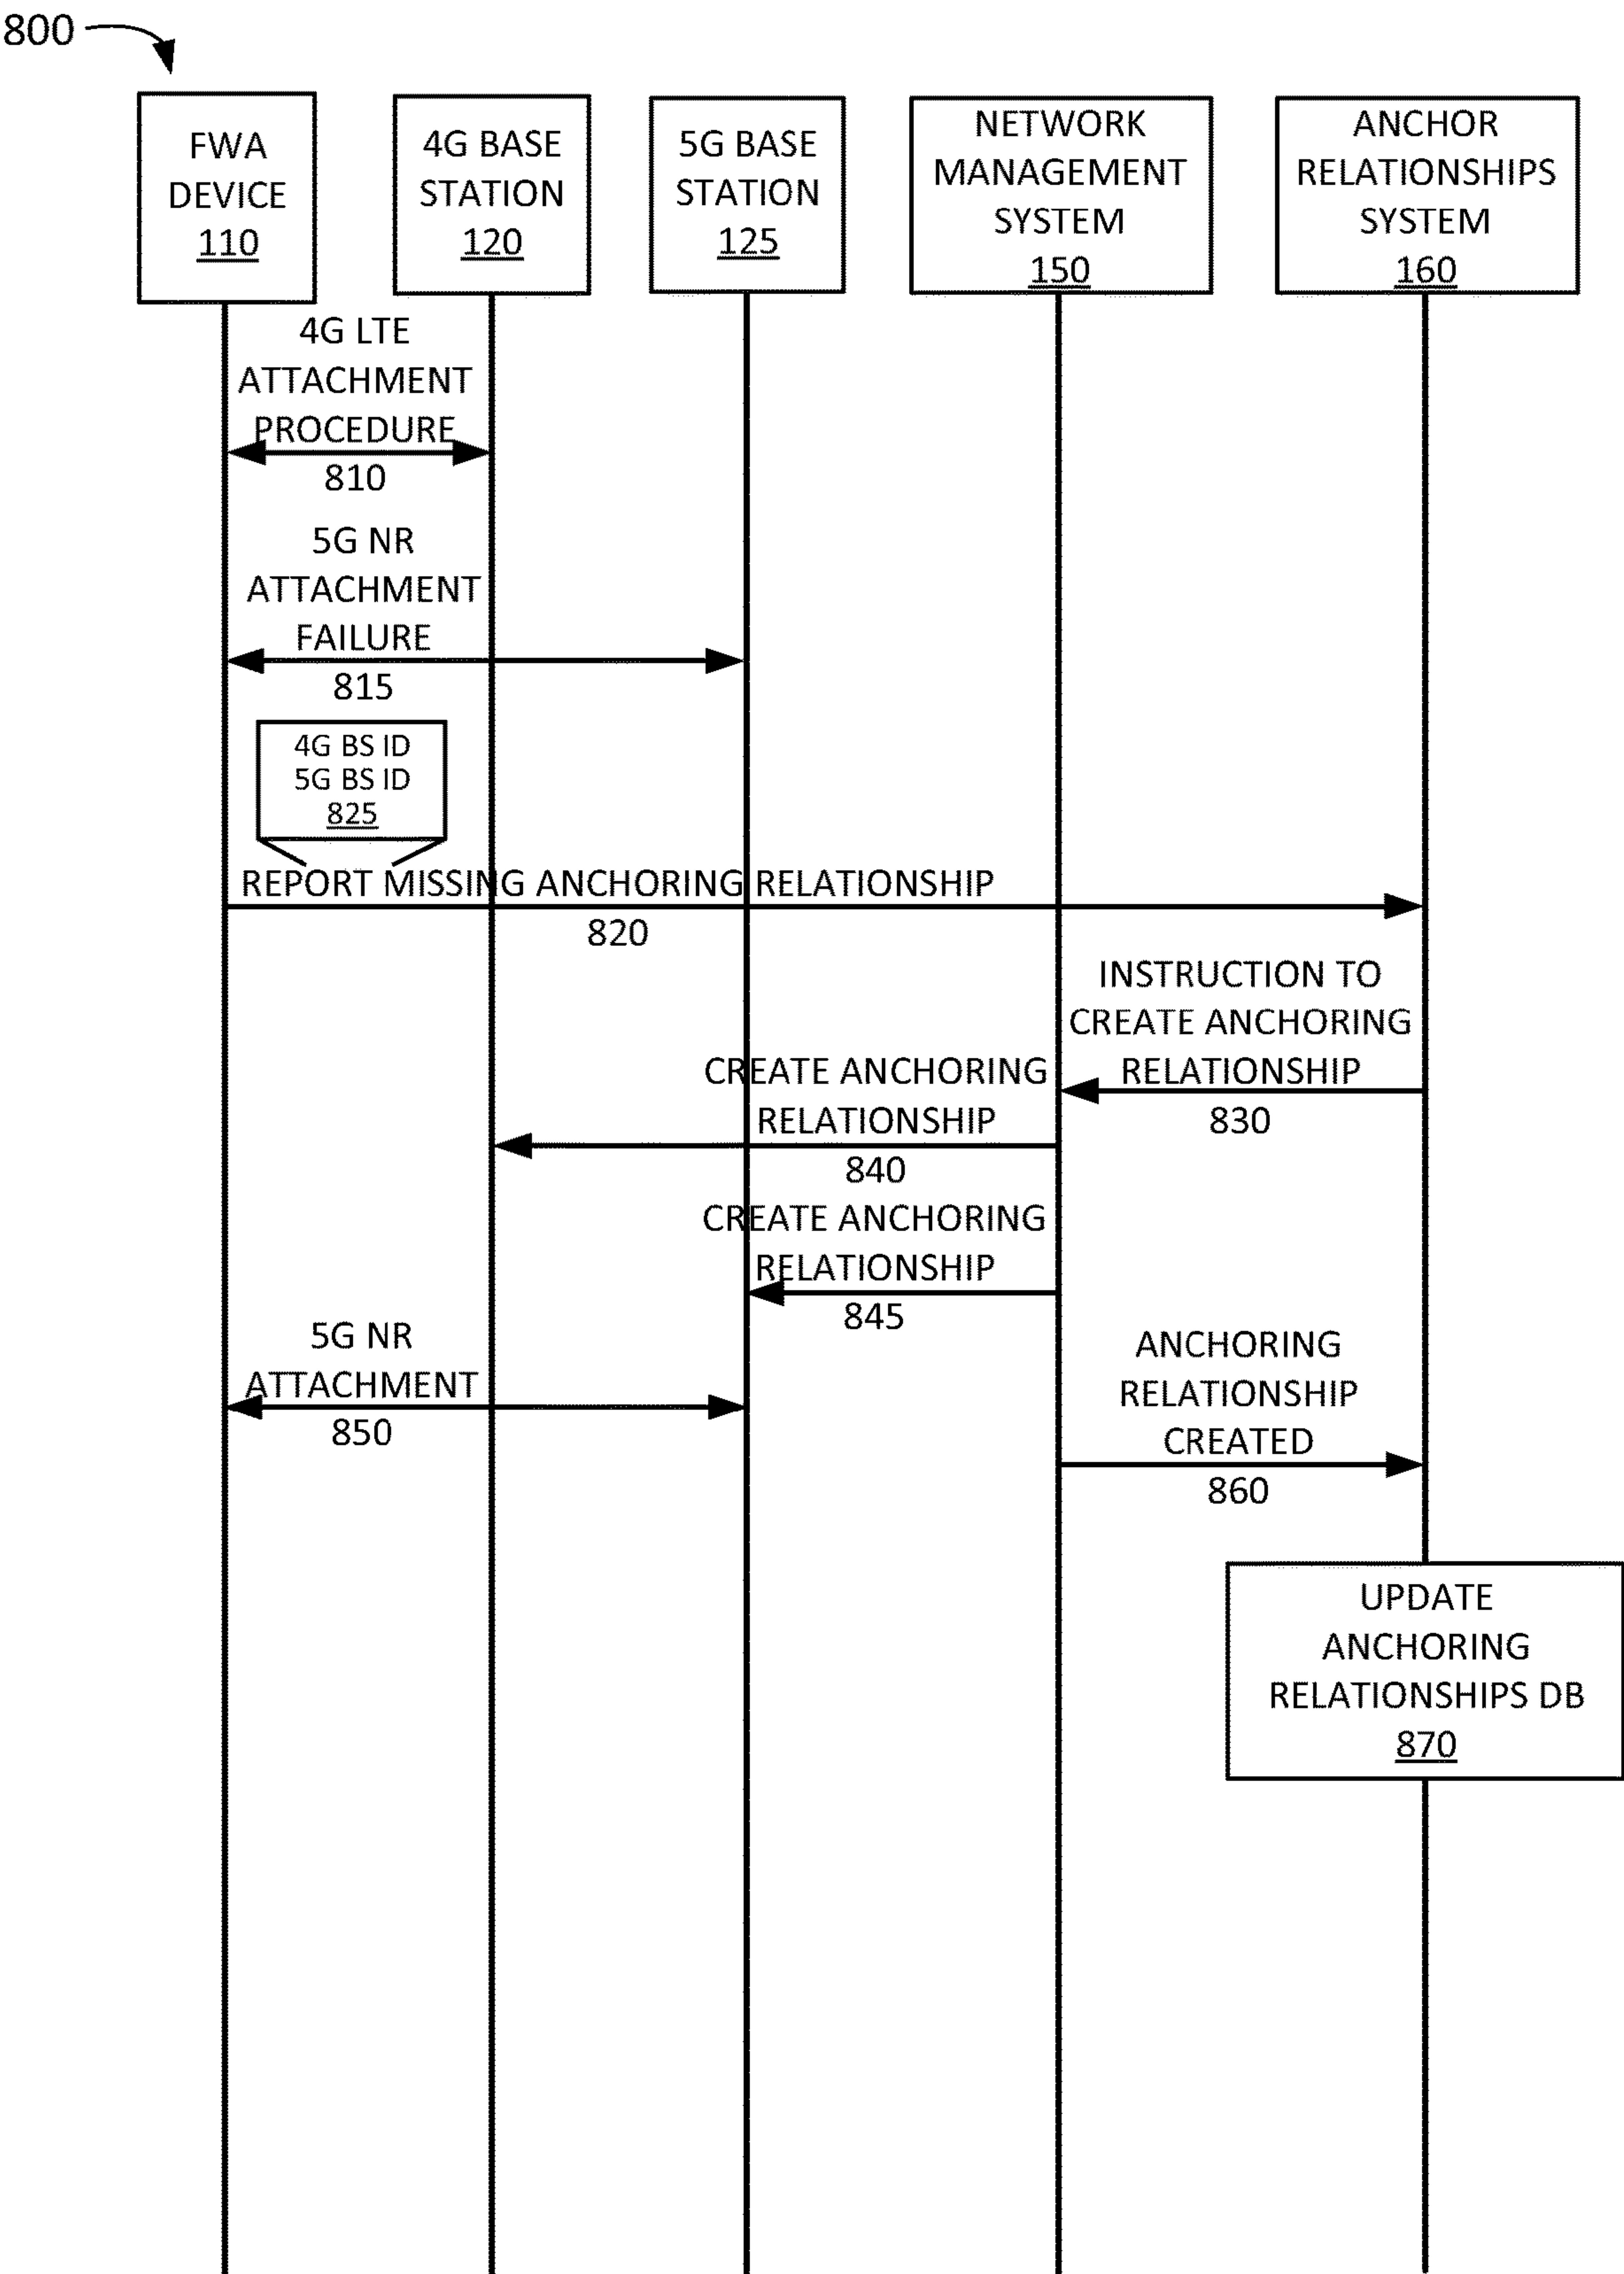 800
FWA
DEVICE
110
4G BASE
STATION
120
5G BASE
STATION
125
NETWORK
MANAGEMENT
SYSTEM
150
ANCHOR
RELATIONSHIPS
SYSTEM
160
4G LTE
ATTACHMENT
PROCEDURE
810
5G NR
ATTACHMENT
FAILURE
815
4G BS ID
5G BS ID
825
REPORT MISSING ANCHORING RELATIONSHIP
820
INSTRUCTION TO
CREATE ANCHORING
RELATIONSHIP
830
CREATE ANCHORING
RELATIONSHIP
840
CREATE ANCHORING
RELATIONSHIP
845
5G NR
ATTACHMENT
850
ANCHORING
RELATIONSHIP
CREATED
860
UPDATE
ANCHORING
RELATIONSHIPS DB
870